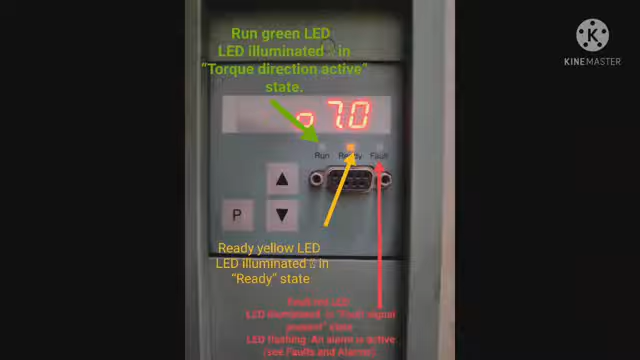 Run green LED
LED illuminated in
"Torque direction active"
state.
K
KINEMASTER
o 7.0
Run Ready Fault
P
Ready yellow LED
LED illuminated in
"Ready" state
Fault red LED
LED illuminated in "Fault signal
present" state
LED flashing: An alarm is active
(see Faults and Alarms).